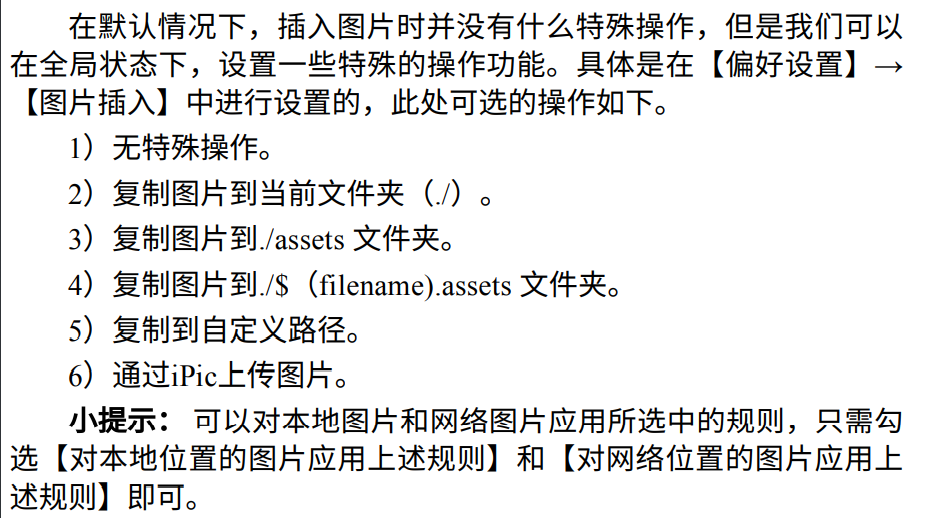 在默认情况下，插入图片时并没有什么特殊操作，但是我们可以
在全局状态下，设置一些特殊的操作功能。具体是在【偏好设置】→
【图片插入】中进行设置的，此处可选的操作如下。
1）无特殊操作。
2）复制图片到当前文件夹（./）。
3）复制图片到./assets 文件夹。
4）复制图片到./$（filename).assets 文件夹。
5）复制到自定义路径。
6）通过iPic上传图片。
小提示： 可以对本地图片和网络图片应用所选中的规则，只需勾
选【对本地位置的图片应用上述规则】和【对网络位置的图片应用上
述规则】即可。